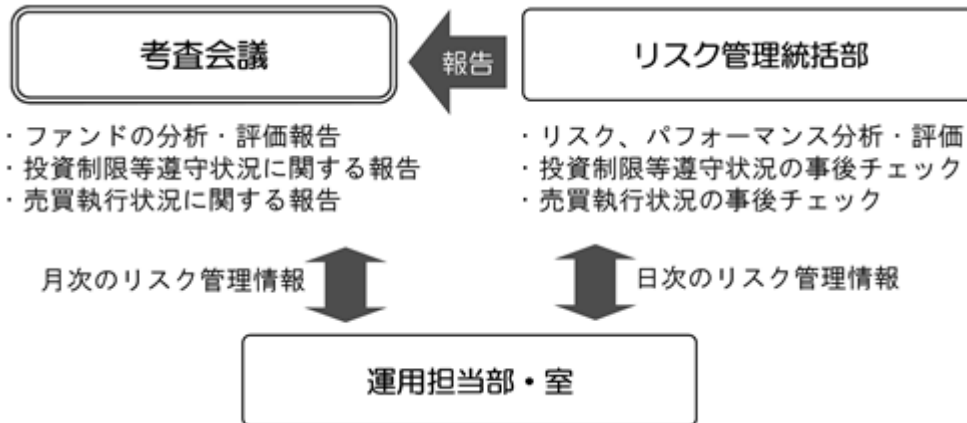 考査会議
報告
リスク管理統括部
・ファンドの分析・評価報告
・投資制限等遵守状況に関する報告
・売買執行状況に関する報告
・リスク、パフォーマンス分析・評価
・投資制限等遵守状況の事後チェック
・売買執行状況の事後チェック
月次のリスク管理情報
日次のリスク管理情報
運用担当部・室